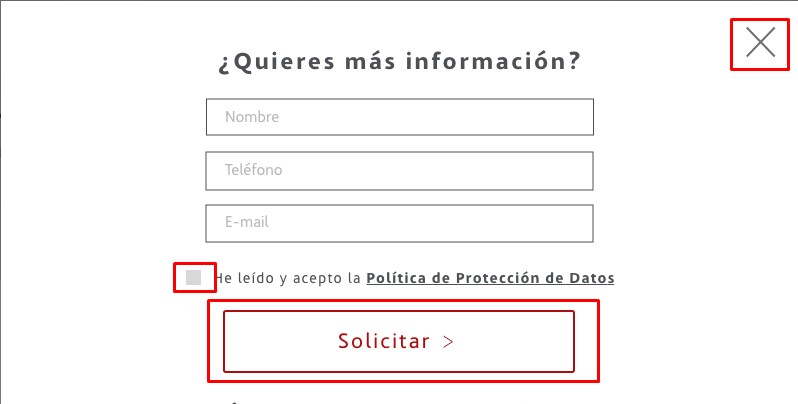 ¿Quieres más información?
Nombre
Teléfono
E-mail
He leído y acepto la Política de Protección de Datos
Solicitar >